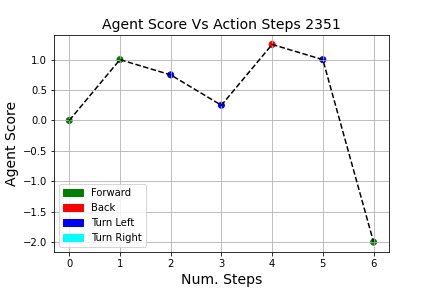 Agent Score Vs Action Steps 2351
Agent Score
1.0
0.5
0.0
−0.5
−1.0
−1.5
−2.0
Forward
Back
Turn Left
Turn Right
0 1 2 3 4 5 6
Num. Steps